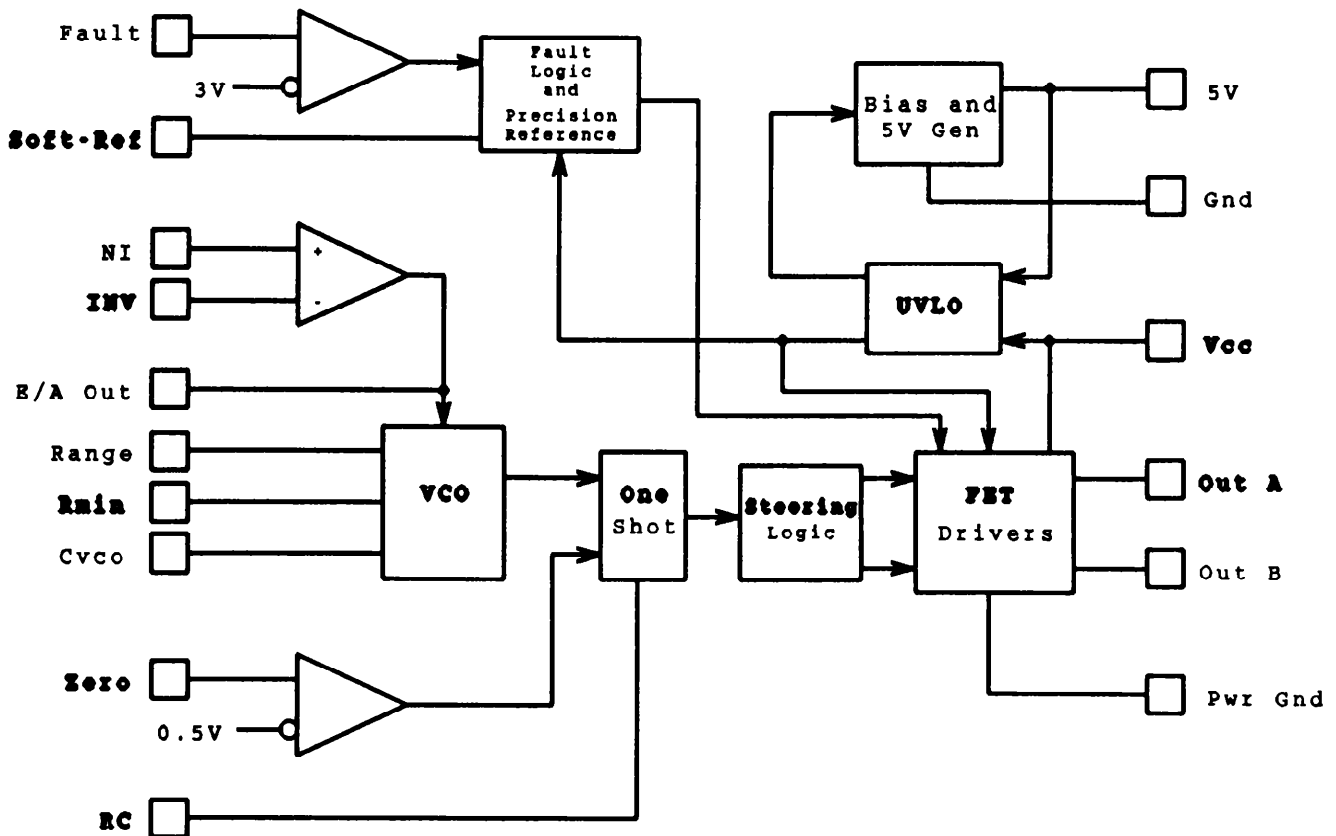 Fault
3V
Soft-Ref
Fault
Logic
and
Precision
Reference
Bias and
5V Gen
5V
Gnd
NI
INV
+
-
UVLO
Vcc
E/A Out
Range
Rmin
Cvco
VCO
One
Shot
Steering
Logic
FET
Drivers
Out A
Out B
Zero
0.5V
Pwr Gnd
RC